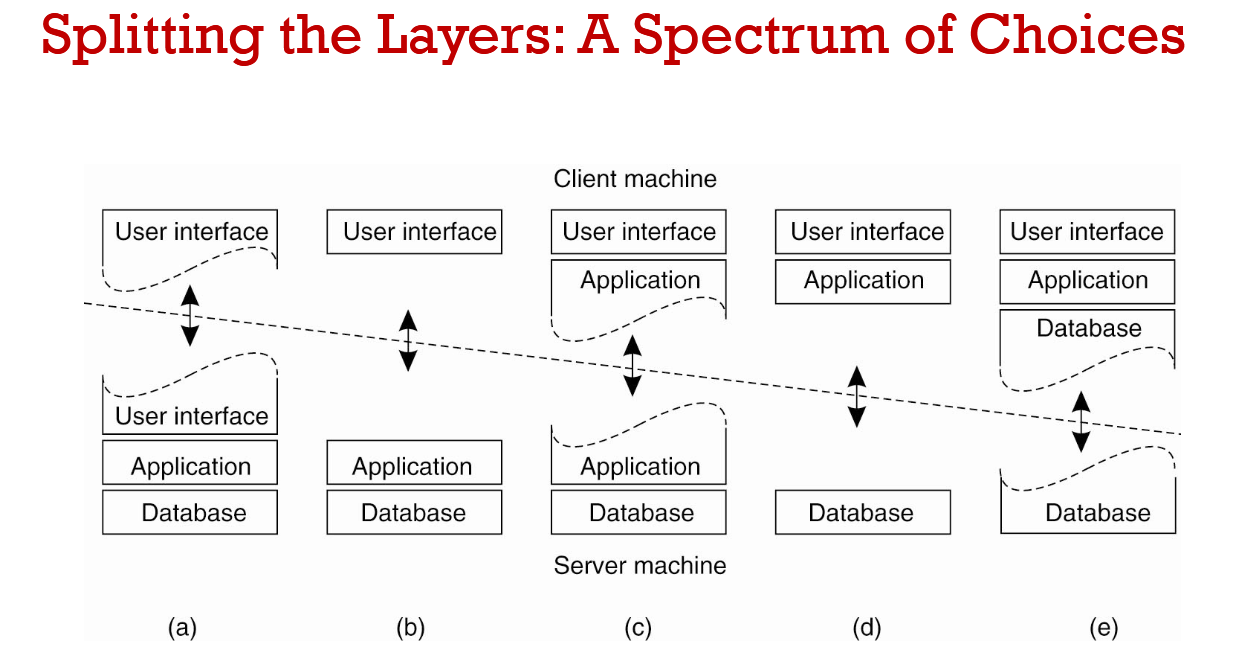 Splitting the Layers: A Spectrum of Choices
Client machine
User interface
User interface
User interface
User interface
User interface
Application
Application
Application
Database
User interface
Application
Application
Application
Database
Database
Database
Database
Database
Server machine
(a)
(b)
(c)
(d)
(e)